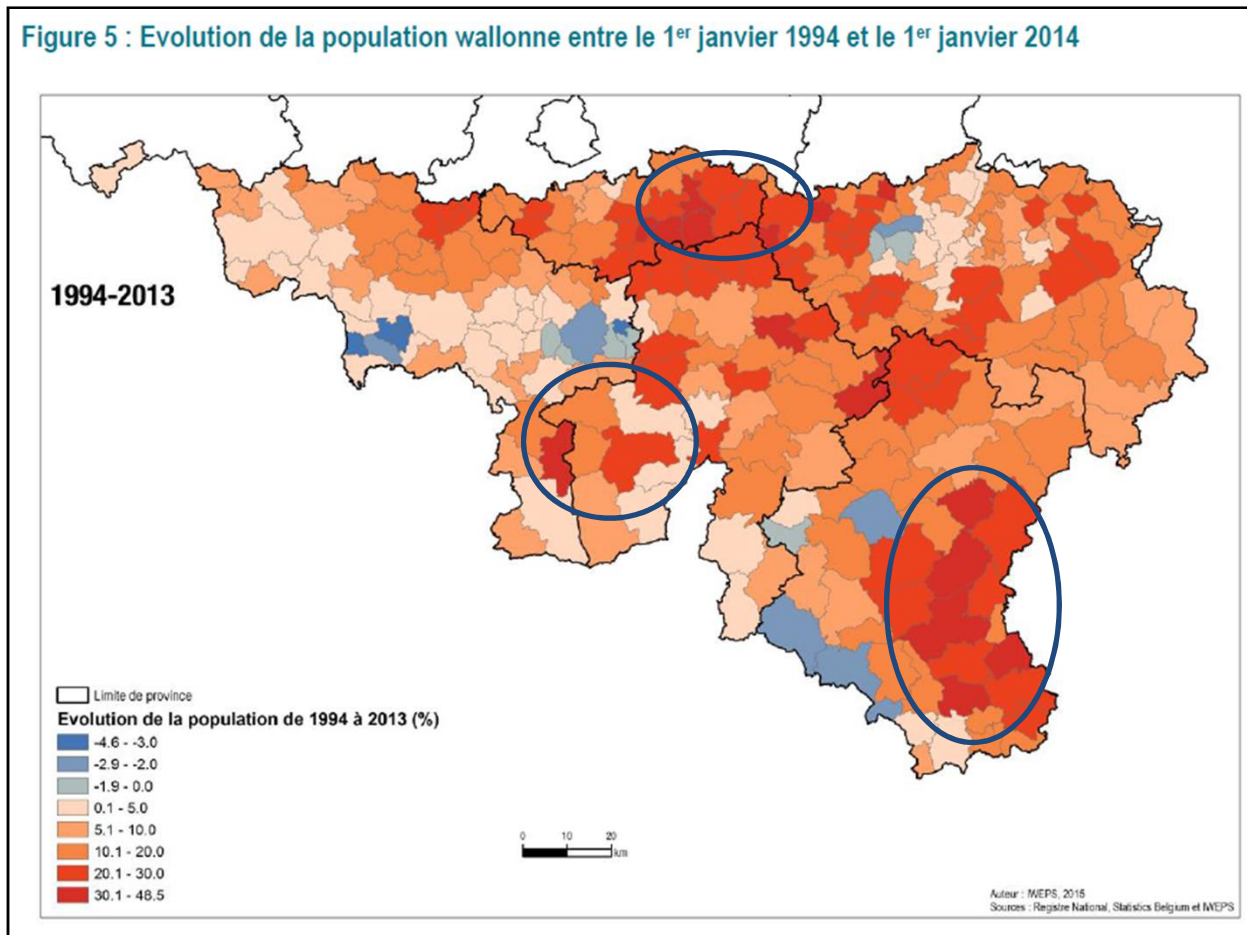 Figure 5 : Evolution de la population wallonne entre le 1er janvier 1994 et le 1er janvier 2014
1994-2013
Limite de province
Evolution de la population de 1994 à 2013 (%)
-4.6 - -3.0
-2.9 - -2.0
-1.9 - 0.0
0.1 - 5.0
5.1 - 10.0
10.1 - 20.0
20.1 - 30.0
30.1 - 48.5
0 10 20
km
Auteur : IWEPS, 2015
Sources : Registre National, Statistics Belgium et IWEPS